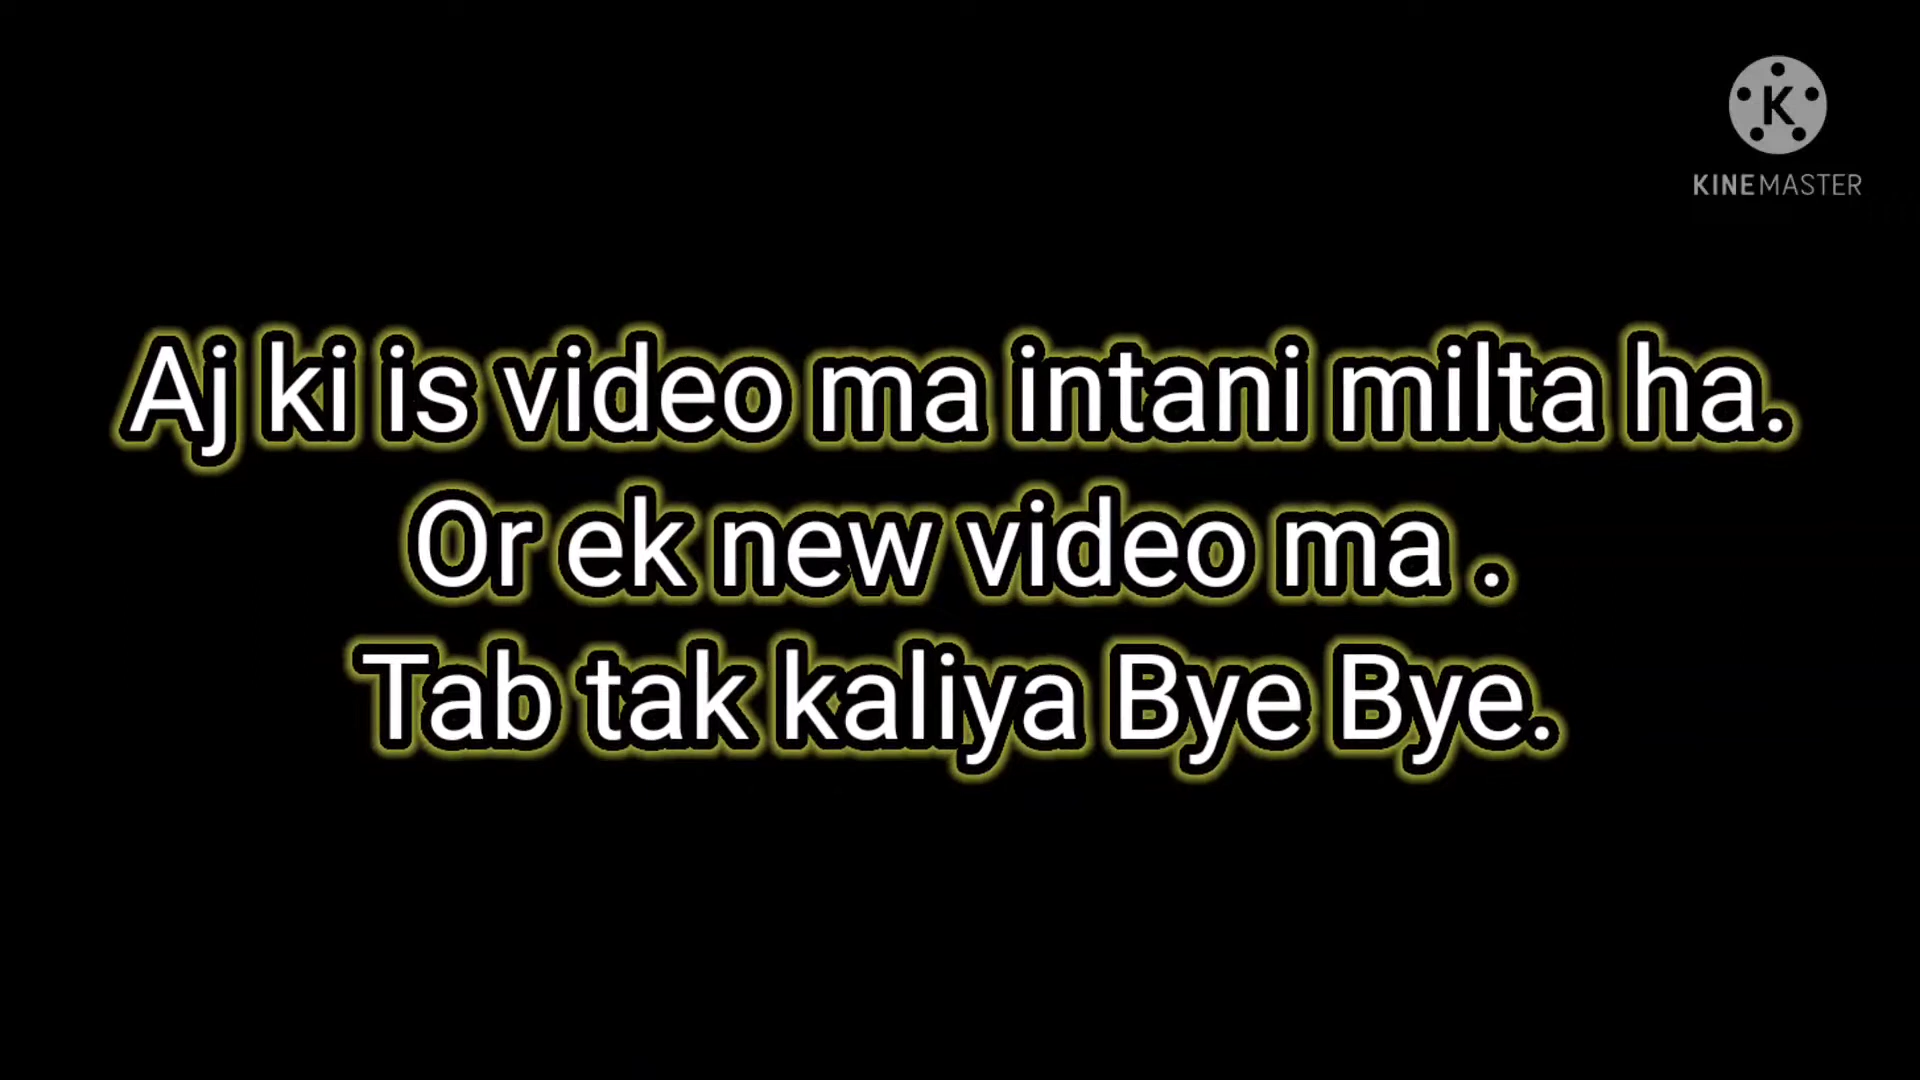 K
KINEMASTER
Aj ki is video ma intani milta ha.
Or ek new video ma .
Tab tak kaliya Bye Bye.